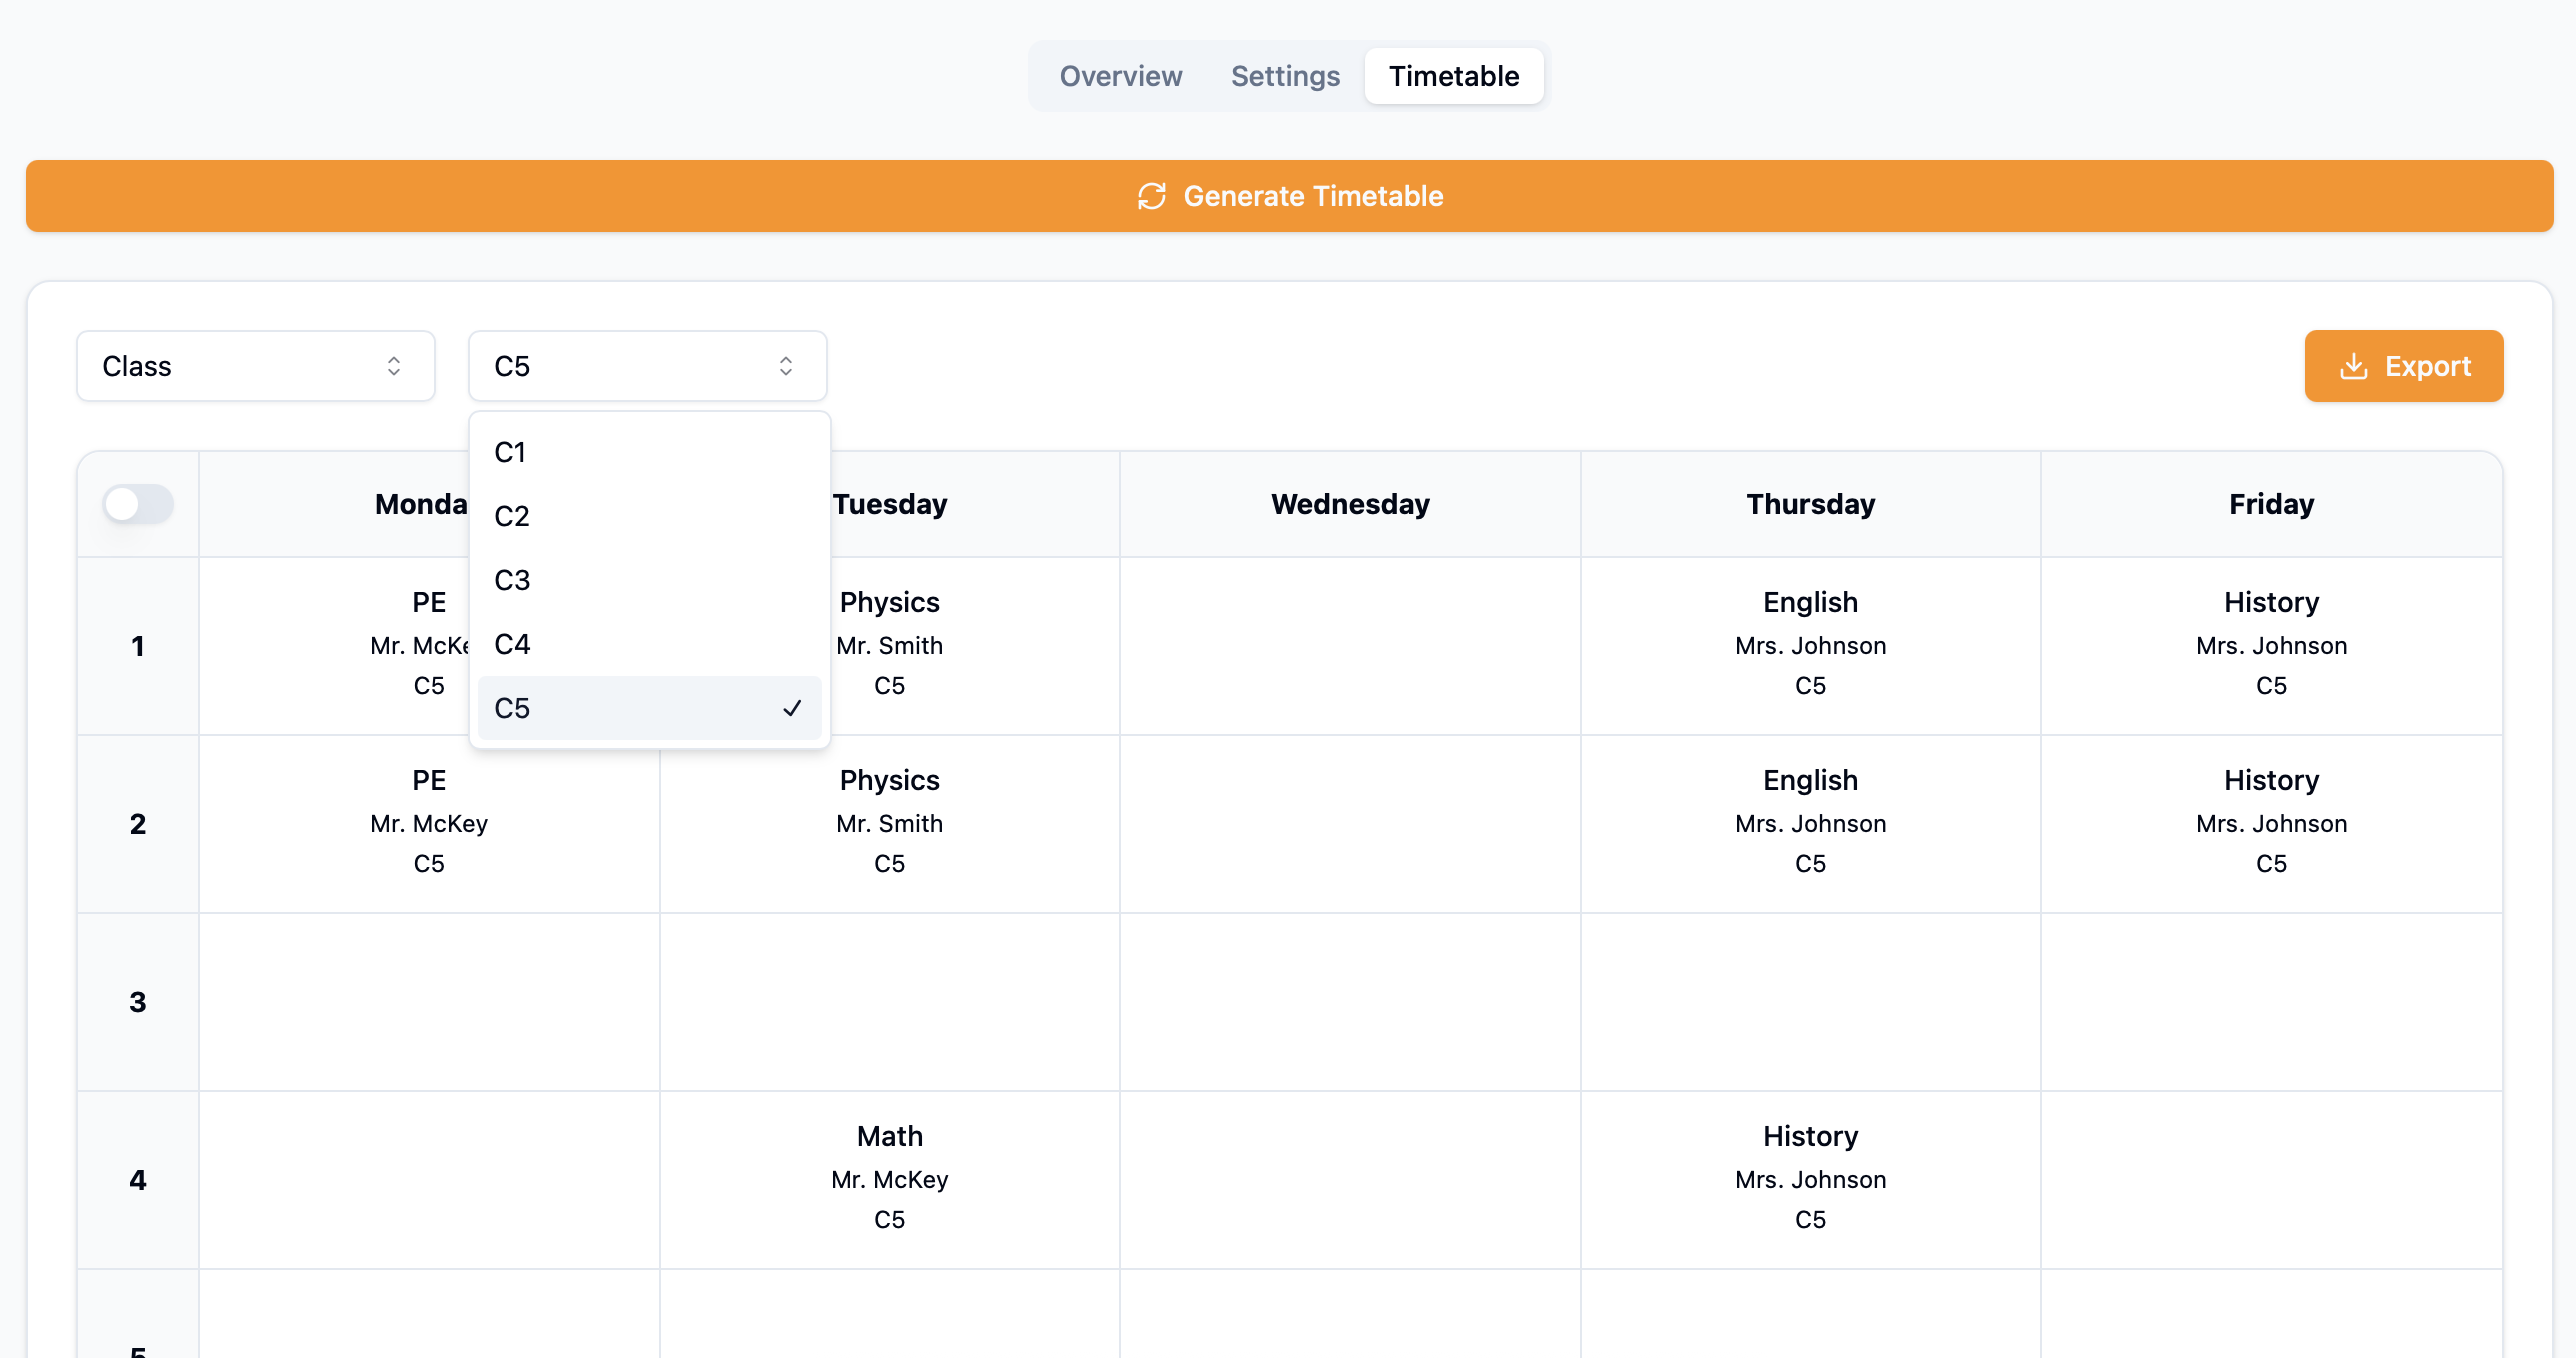 Overview Settings Timetable
Generate Timetable
Class C5 Export
C1
C2
C3
C4
C5
Monda Tuesday Wednesday Thursday Friday
1
PE Physics English History
Mr. McKe Mr. Smith Mrs. Johnson Mrs. Johnson
C5 C5 C5 C5
2
PE Physics English History
Mr. McKey Mr. Smith Mrs. Johnson Mrs. Johnson
C5 C5 C5 C5
3
4
Math History
Mr. McKey Mrs. Johnson
C5 C5
5